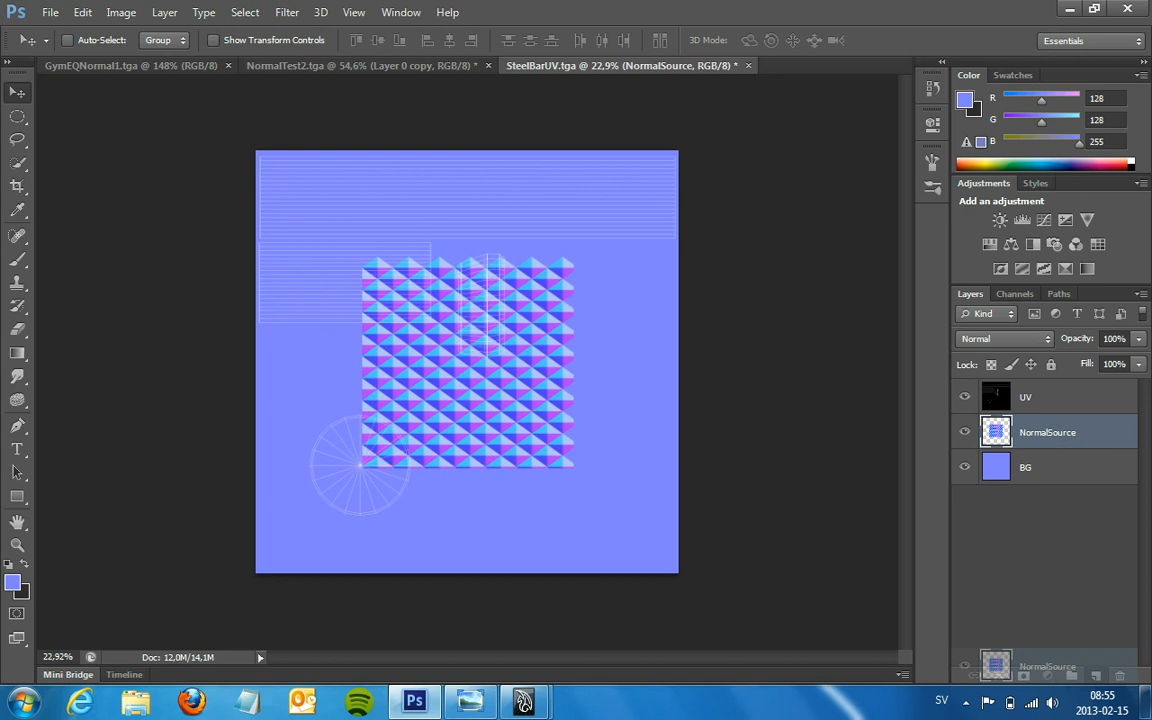 Ps File Edit Image Layer Type Select Filter 3D View Window Help
Auto-Select: Group Show Transform Controls 3D Mode: Essentials
GymEQNormal1.tga @ 148% (RGB/8) × NormalTest2.tga @ 54,6% (Layer 0 copy, RGB/8) * × SteelBarUV.tga @ 22,9% (NormalSource, RGB/8) * ×
Color Swatches
R 128
G 128
B 255
Adjustments Styles
Add an adjustment
Layers Channels Paths
Kind
Normal Opacity: 100%
Lock: Fill: 100%
UV
NormalSource
BG
NormalSource
22,92% Doc: 12,0M/14,1M
Mini Bridge Timeline
Ps SV 08:55
2013-02-15